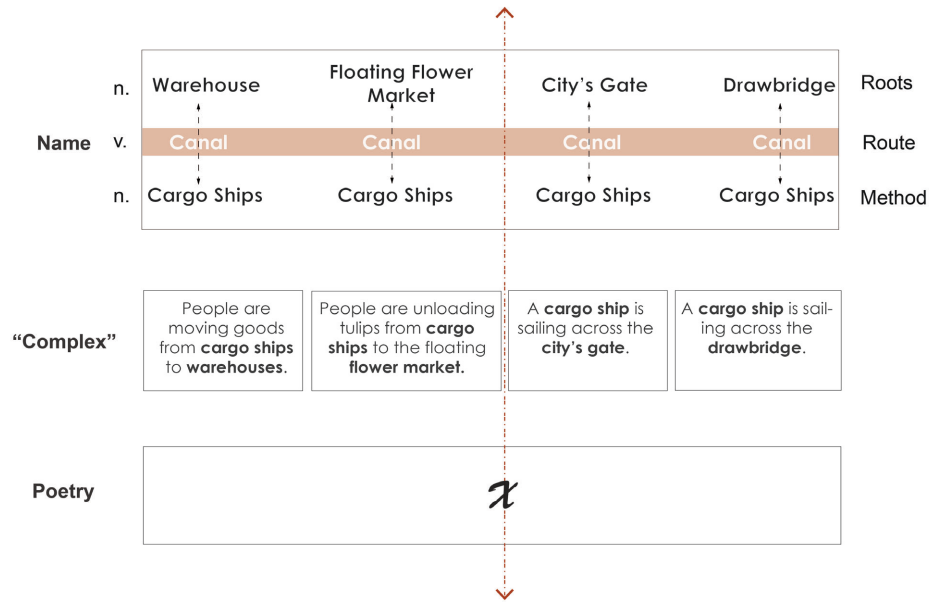 n. Warehouse Floating Flower Market City's Gate Drawbridge Roots
Name v. Canal Canal Canal Canal Route
n. Cargo Ships Cargo Ships Cargo Ships Cargo Ships Method
"Complex"
People are
moving goods
from cargo ships
to warehouses.
People are unloading
tulips from cargo
ships to the floating
flower market.
A cargo ship is
sailing across the
city's gate.
A cargo ship is sail-
ing across the
drawbridge.
Poetry
x